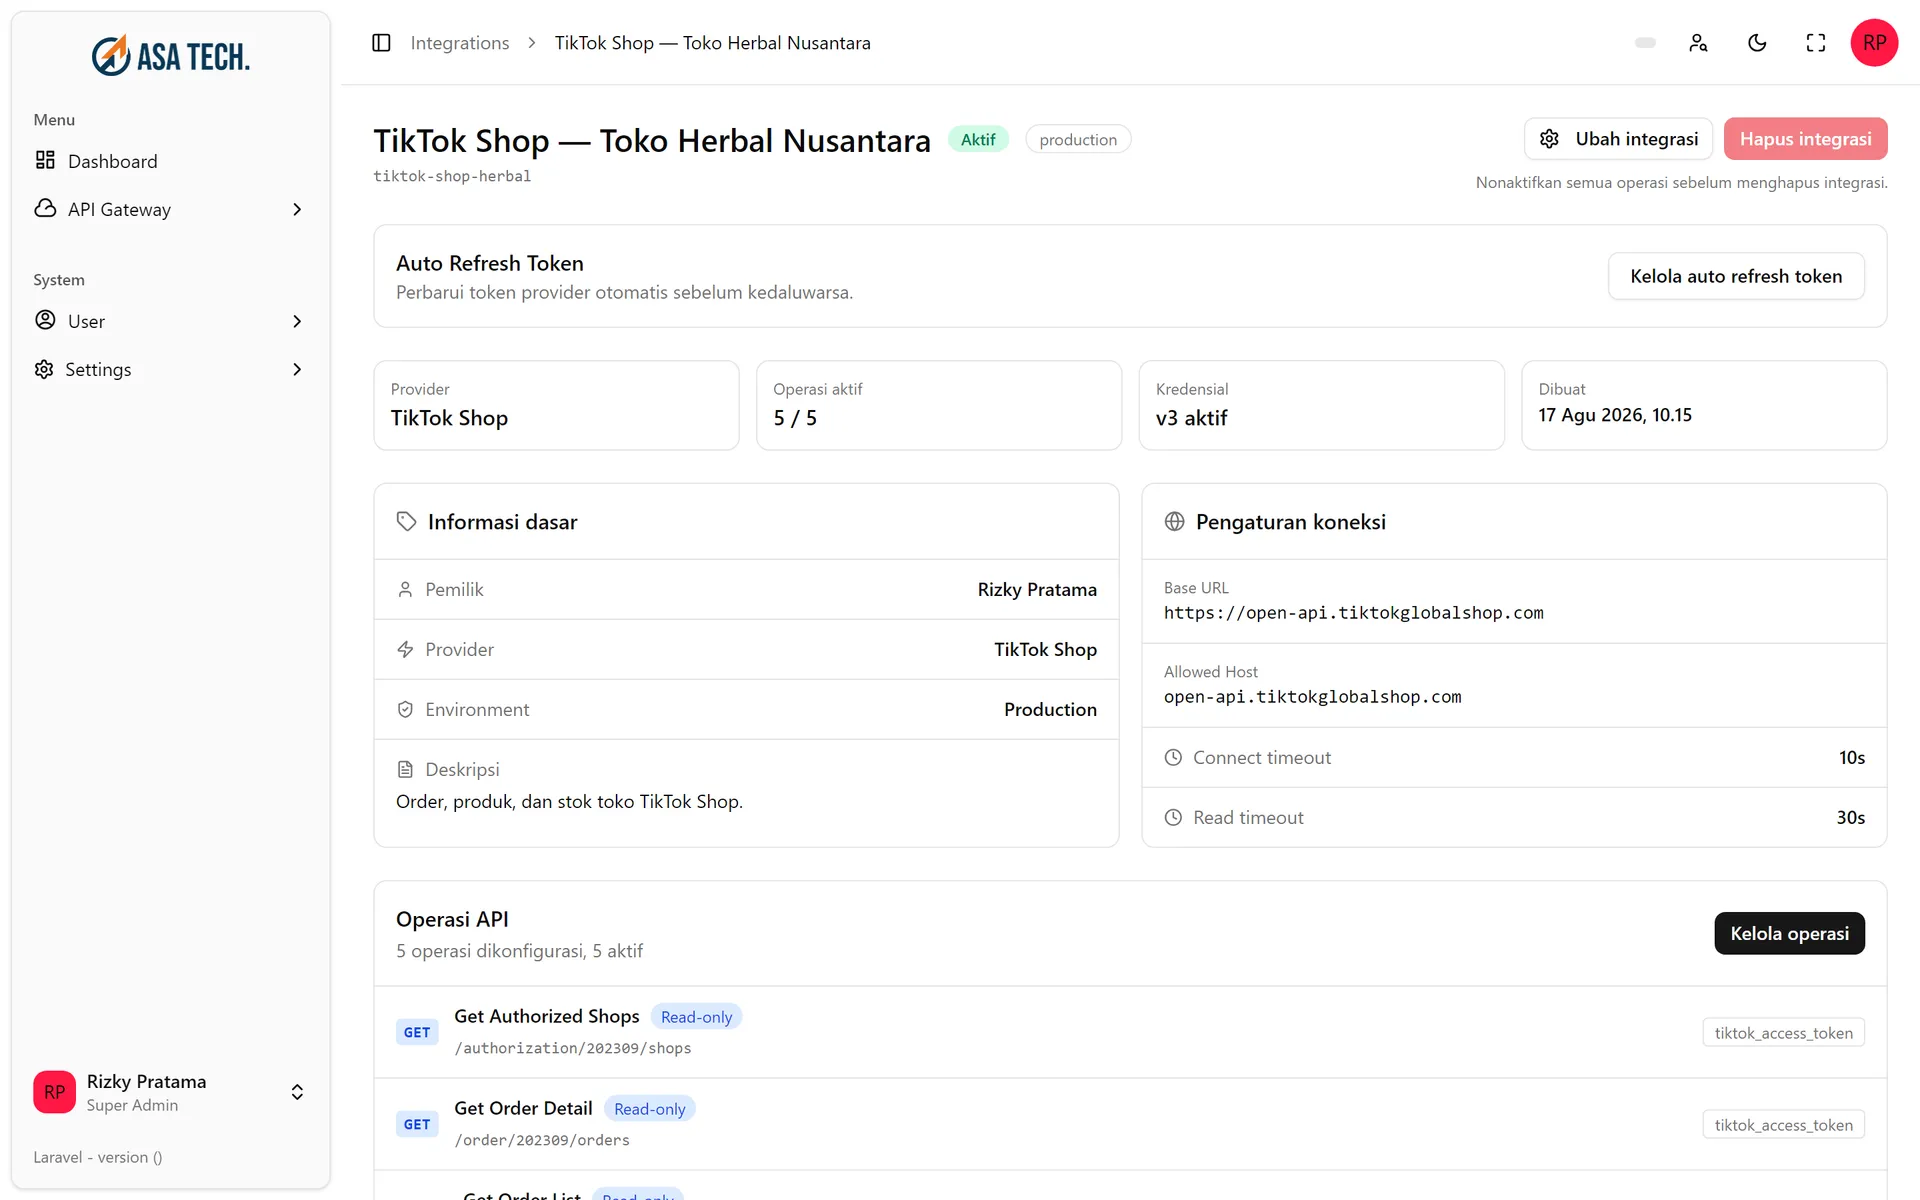 ASA TECH.
Menu
Dashboard
API Gateway
System
User
Settings
RP
Rizky Pratama
Super Admin
Laravel - version ()
Integrations
TikTok Shop — Toko Herbal Nusantara
RP
TikTok Shop — Toko Herbal Nusantara
Aktif
production
tiktok-shop-herbal
Ubah integrasi
Hapus integrasi
Nonaktifkan semua operasi sebelum menghapus integrasi.
Auto Refresh Token
Perbarui token provider otomatis sebelum kedaluwarsa.
Kelola auto refresh token
Provider
TikTok Shop
Operasi aktif
5 / 5
Kredensial
v3 aktif
Dibuat
17 Agu 2026, 10.15
Informasi dasar
Pemilik
Rizky Pratama
Provider
TikTok Shop
Environment
Production
Deskripsi
Order, produk, dan stok toko TikTok Shop.
Pengaturan koneksi
Base URL
https://open-api.tiktokglobalshop.com
Allowed Host
open-api.tiktokglobalshop.com
Connect timeout
10s
Read timeout
30s
Operasi API
5 operasi dikonfigurasi, 5 aktif
Kelola operasi
GET
Get Authorized Shops
Read-only
/authorization/202309/shops
tiktok_access_token
GET
Get Order Detail
Read-only
/order/202309/orders
tiktok_access_token
Get Order List
Read-only